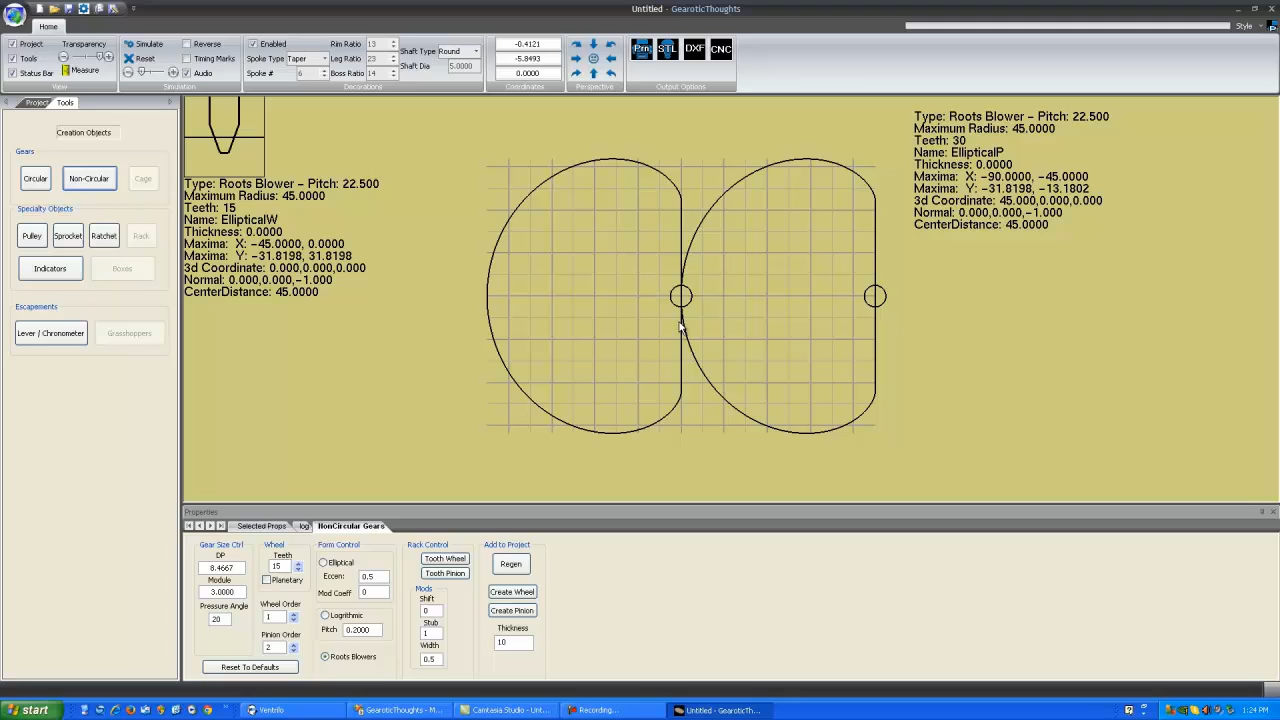 Untitled - GearoticThoughts
Home
Style
Project
Transparency
Tools
Status Bar
Measure
View
Simulate
Reverse
Reset
Timing Marks
Audio
Simulation
Enabled
Rim Ratio 13
Spoke Type Taper
Leg Ratio 23
Spoke # 6
Boss Ratio 14
Shaft Type Round
Shaft Dia 5.0000
Decorations
-0.4121
-5.8493
0.0000
Coordinates
Perspective
Prn STL DXF CNC
Output Options
Project Tools
Creation Objects
Gears
Circular Non-Circular Cage
Specialty Objects
Pulley Sprocket Ratchet Rack
Indicators Boxes
Escapements
Lever / Chronometer Grasshoppers
Type: Roots Blower - Pitch: 22.500
Maximum Radius: 45.0000
Teeth: 15
Name: EllipticalW
Thickness: 0.0000
Maxima: X: -45.0000, 0.0000
Maxima: Y: -31.8198, 31.8198
3d Coordinate: 0.000,0.000,0.000
Normal: 0.000,0.000,-1.000
CenterDistance: 45.0000
Type: Roots Blower - Pitch: 22.500
Maximum Radius: 45.0000
Teeth: 30
Name: EllipticalP
Thickness: 0.0000
Maxima: X: -90.0000, -45.0000
Maxima: Y: -31.8198, -13.1802
3d Coordinate: 45.000,0.000,0.000
Normal: 0.000,0.000,-1.000
CenterDistance: 45.0000
Properties
Selected Props log NonCircular Gears
Gear Size Ctrl
DP
8.4667
Module
3.0000
Pressure Angle
20
Reset To Defaults
Wheel
Teeth
15
Planetary
Wheel Order
1
Pinion Order
2
Form Control
Elliptical
Eccen: 0.5
Mod Coeff 0
Logrithmic
Pitch 0.2000
Roots Blowers
Rack Control
Tooth Wheel
Tooth Pinion
Mods
Shift
0
Stub
1
Width
0.5
Add to Project
Regen
Create Wheel
Create Pinion
Thickness
10
start
Ventrilo
GearoticThoughts - M...
Camtasia Studio - Unt...
Recording...
Untitled - GearoticTh...
1:24 PM